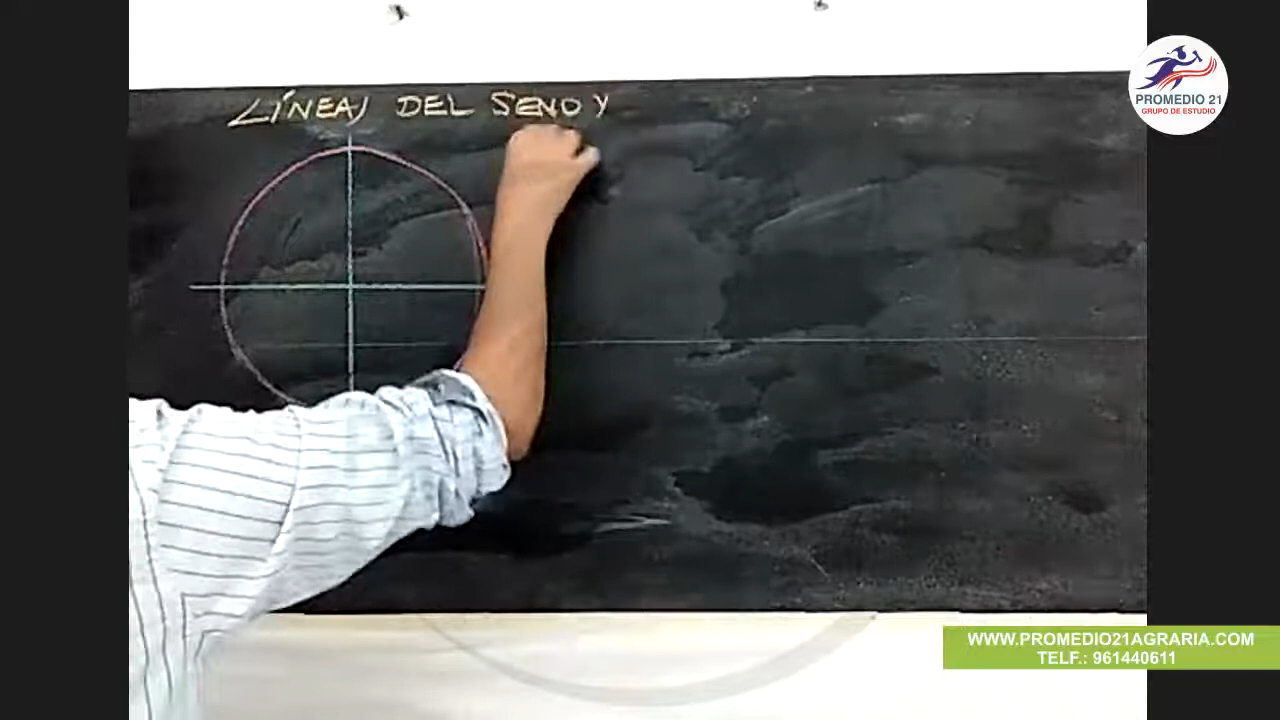 LÍNEAS DEL SENO Y
PROMEDIO 21
GRUPO DE ESTUDIO
WWW.PROMEDIO21AGRARIA.COM
TELF.: 961440611